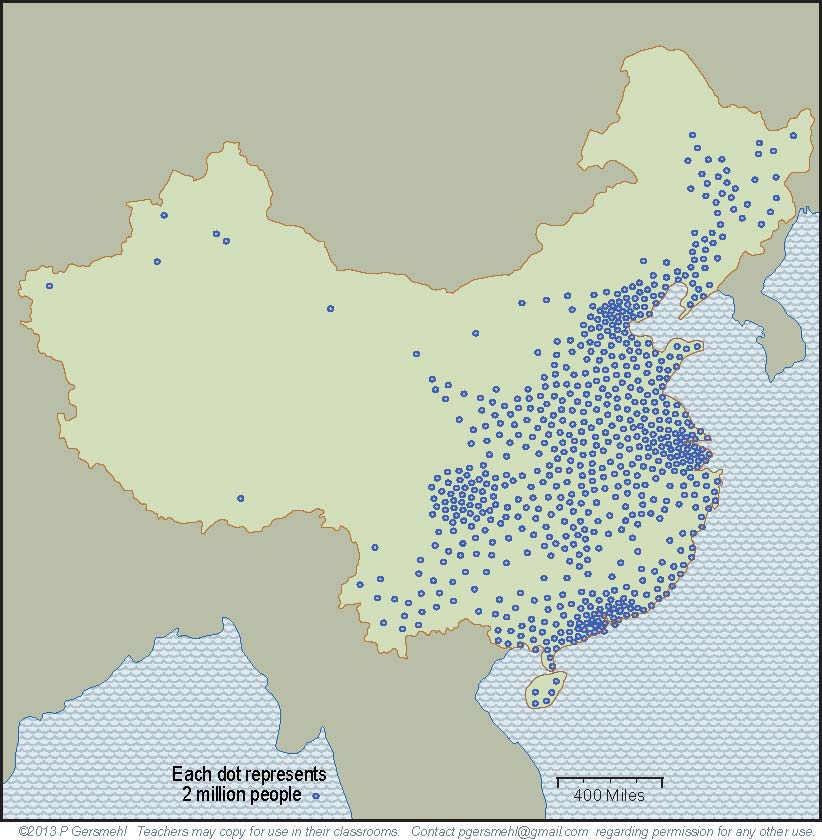 Each dot represents
2 million people
400 Miles
©2013 P Gersmehl Teachers may copy for use in their classrooms. Contact pgersmehl@gmail.com regarding permission for any other use.